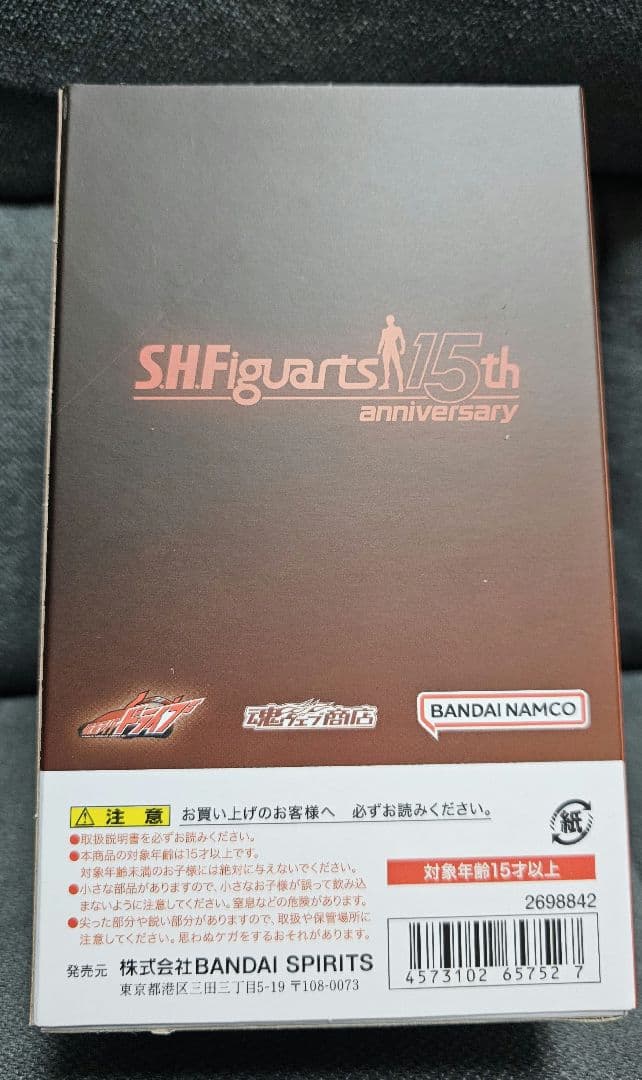 S.H.Figuarts 15th
anniversary
仮面ライダードライブ
魂ウェブ商店
BANDAI NAMCO
注意 お買い上げのお客様へ 必ずお読みください。
●取扱説明書を必ずお読みください。
●本商品の対象年齢は15才以上です。
対象年齢未満のお子様には絶対に与えないでください。
●小さな部品がありますので、小さなお子様が誤って飲み込
まないように注意してください。窒息などの危険があります。
●尖った部分や鋭い部分がありますので、取扱や保管場所に
注意してください。思わぬケガをするおそれがあります。
発売元 株式会社BANDAI SPIRITS
東京都港区三田三丁目5-19 〒108-0073
紙
対象年齢15才以上
2698842
4573102 65752 7